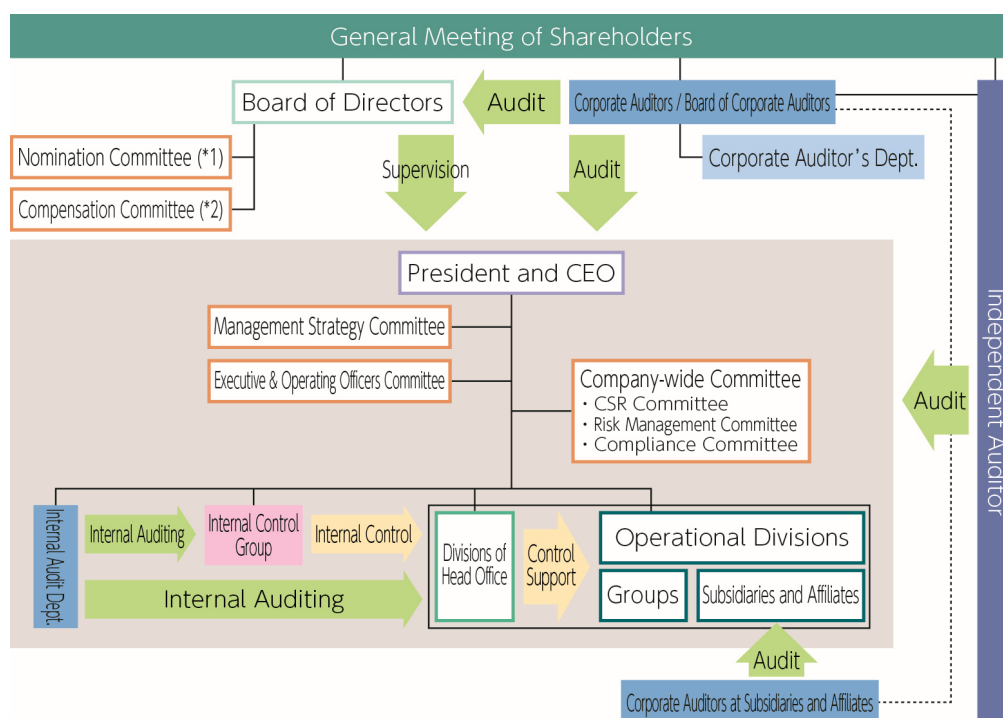 General Meeting of Shareholders
Board of Directors
Audit
Corporate Auditors / Board of Corporate Auditors
Nomination Committee (*1)
Compensation Committee (*2)
Supervision
Audit
Corporate Auditor's Dept.
President and CEO
Management Strategy Committee
Executive & Operating Officers Committee
Company-wide Committee
・CSR Committee
・Risk Management Committee
・Compliance Committee
Audit
Independent Auditor
Internal Audit Dept.
Internal Auditing
Internal Control
Group
Internal Control
Divisions of
Head Office
Control
Support
Operational Divisions
Groups
Subsidiaries and Affiliates
Internal Auditing
Audit
Corporate Auditors at Subsidiaries and Affiliates